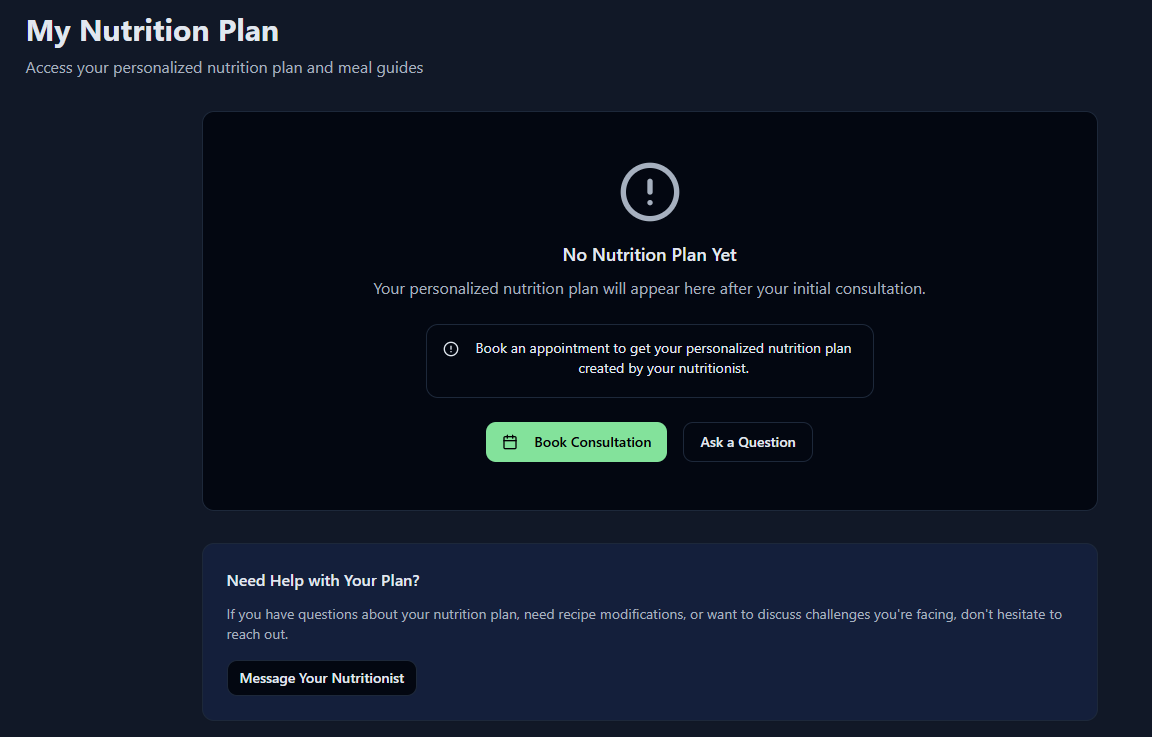 My Nutrition Plan
Access your personalized nutrition plan and meal guides
No Nutrition Plan Yet
Your personalized nutrition plan will appear here after your initial consultation.
Book an appointment to get your personalized nutrition plan
created by your nutritionist.
Book Consultation
Ask a Question
Need Help with Your Plan?
If you have questions about your nutrition plan, need recipe modifications, or want to discuss challenges you're facing, don't hesitate to
reach out.
Message Your Nutritionist